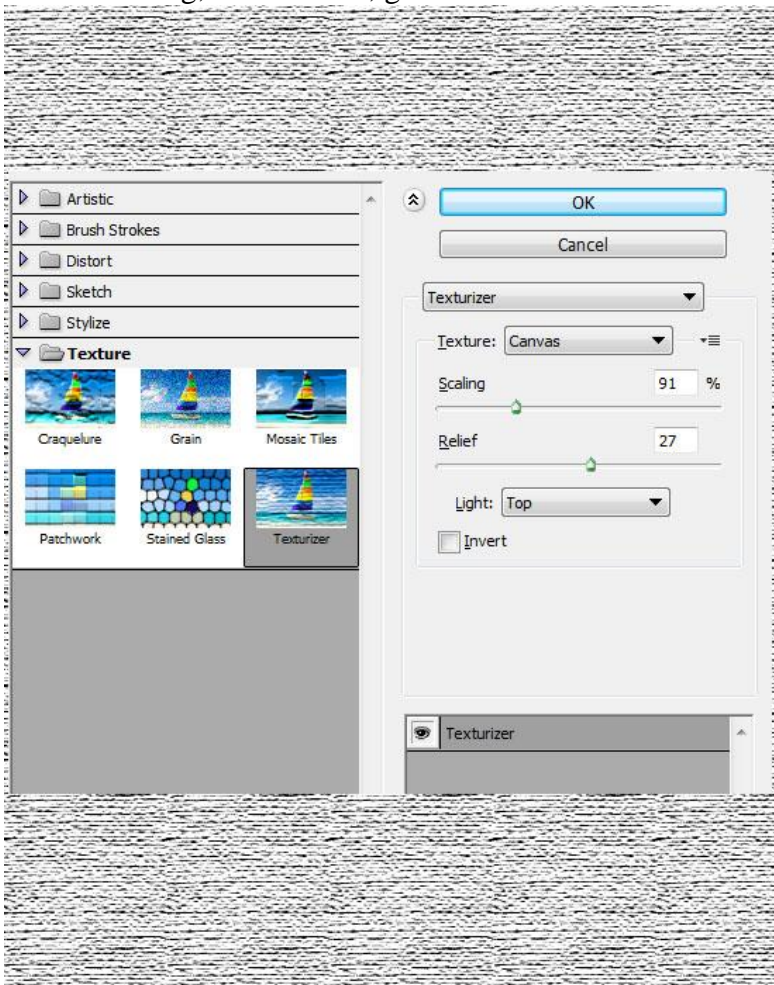 Artistic
Brush Strokes
Distort
Sketch
Stylize
Texture
Craquelure Grain Mosaic Tiles
Patchwork Stained Glass Texturizer
OK
Cancel
Texturizer
Texture: Canvas
Scaling 91 %
Relief 27
Light: Top
Invert
Texturizer